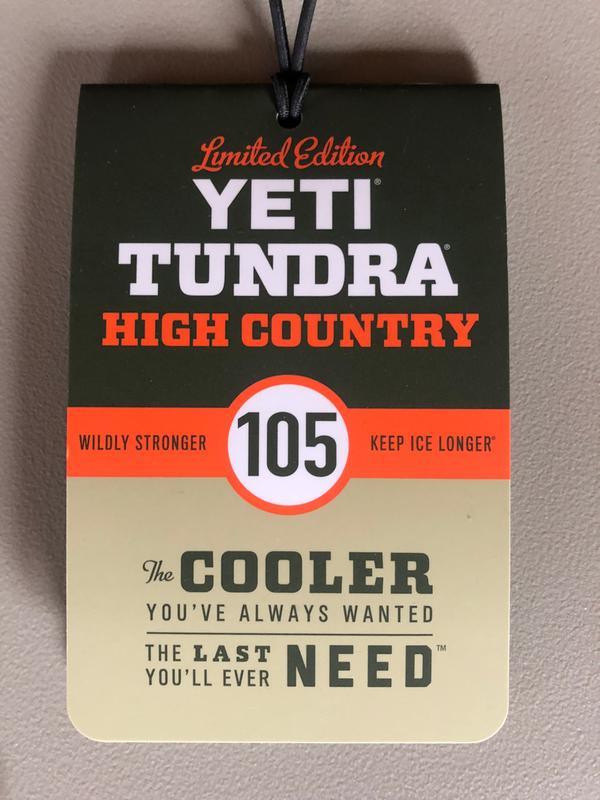 Limited Edition
YETI®
TUNDRA®
HIGH COUNTRY
WILDLY STRONGER 105 KEEP ICE LONGER®
The COOLER
YOU'VE ALWAYS WANTED
THE LAST
YOU'LL EVER NEED™